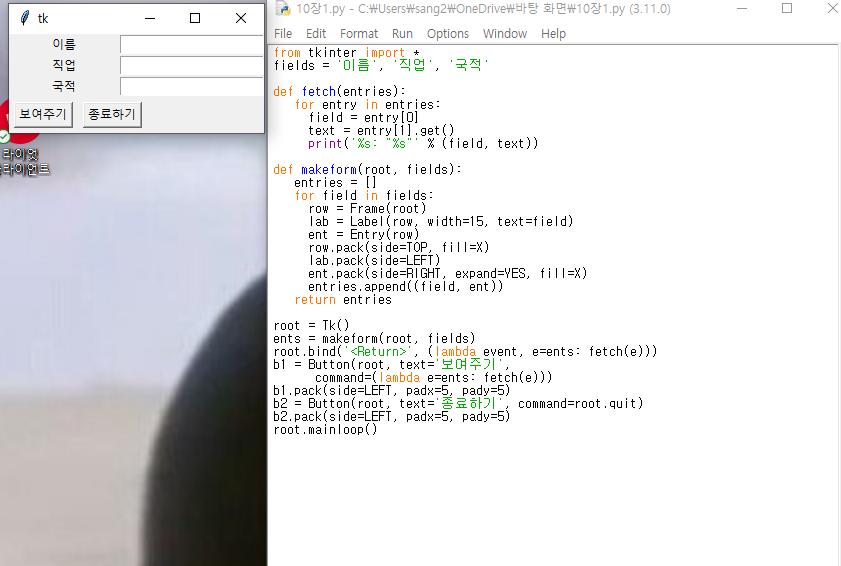 tk
이름
직업
국적
보여주기 종료하기
라이엇
라이언트
10장1.py - C:₩Users₩sang2₩OneDrive₩바탕 화면₩10장1.py (3.11.0)
File Edit Format Run Options Window Help
from tkinter import *
fields = '이름', '직업', '국적'
def fetch(entries):
for entry in entries:
field = entry[0]
text = entry[1].get()
print('%s: "%s"' % (field, text))
def makeform(root, fields):
entries = []
for field in fields:
row = Frame(root)
lab = Label(row, width=15, text=field)
ent = Entry(row)
row.pack(side=TOP, fill=X)
lab.pack(side=LEFT)
ent.pack(side=RIGHT, expand=YES, fill=X)
entries.append((field, ent))
return entries
root = Tk()
ents = makeform(root, fields)
root.bind('<Return>', (lambda event, e=ents: fetch(e)))
b1 = Button(root, text='보여주기',
command=(lambda e=ents: fetch(e)))
b1.pack(side=LEFT, padx=5, pady=5)
b2 = Button(root, text='종료하기', command=root.quit)
b2.pack(side=LEFT, padx=5, pady=5)
root.mainloop()